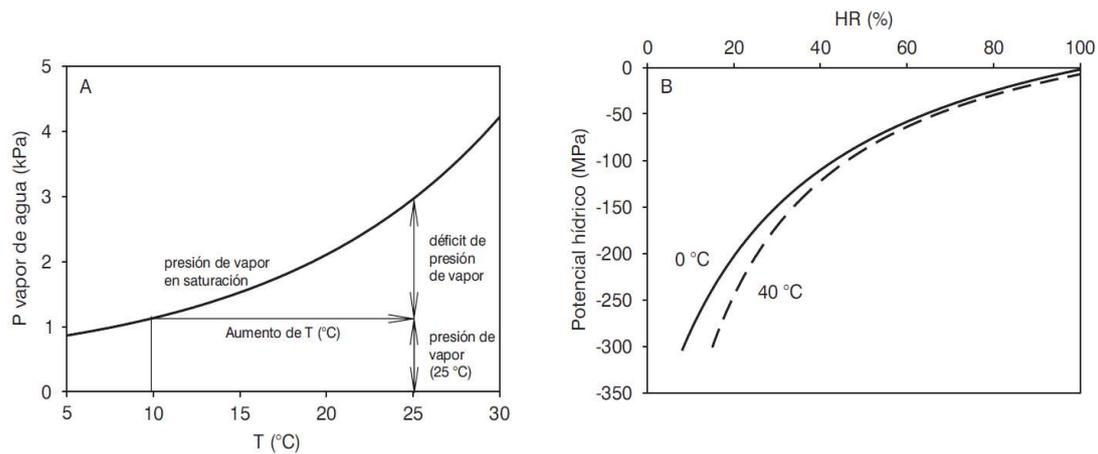 A
P vapor de agua (kPa)
5
4
3
2
1
0
presión de vapor
en saturación
déficit de
presión
de vapor
Aumento de T (°C)
presión de
vapor
(25 °C)
5 10 15 20 25 30
T (°C)
HR (%)
0 20 40 60 80 100
B
Potencial hídrico (MPa)
0
-50
-100
-150
-200
-250
-300
-350
0 °C
40 °C